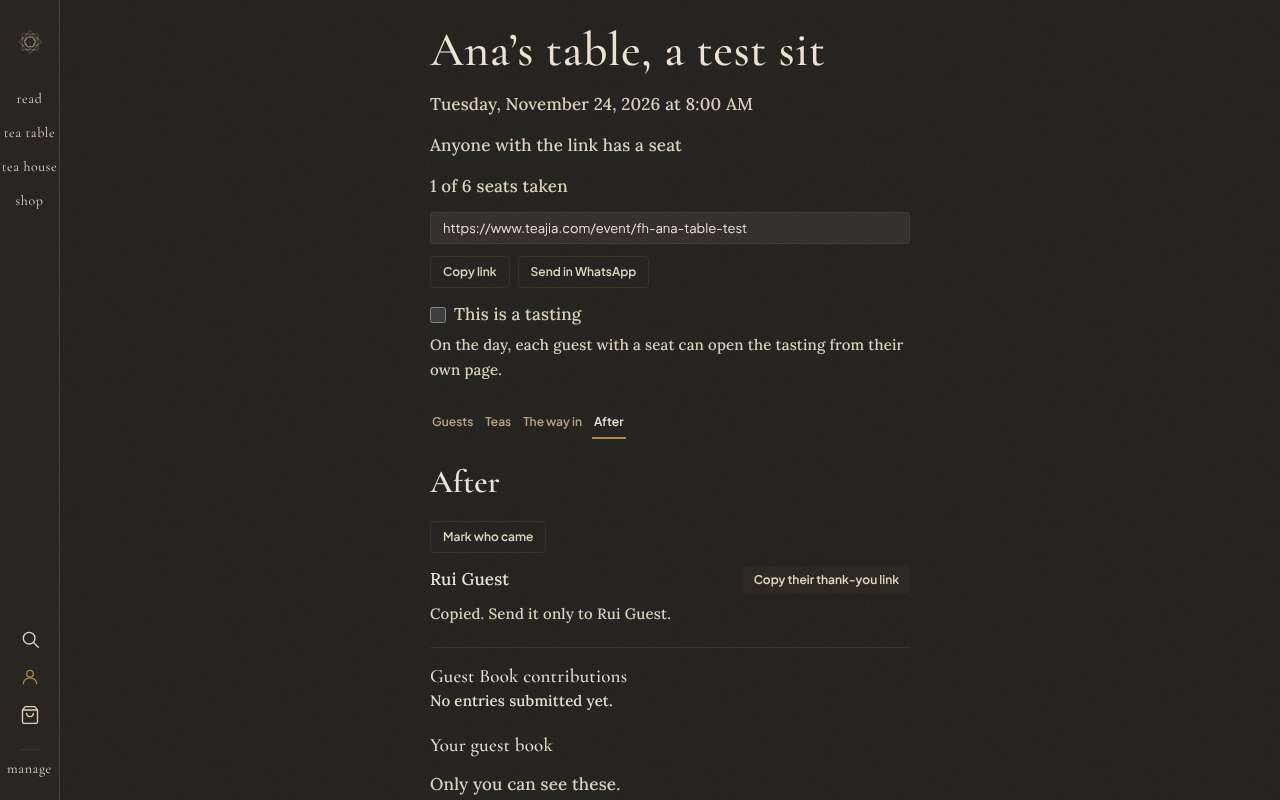 read
tea table
tea house
shop
manage
Ana’s table, a test sit
Tuesday, November 24, 2026 at 8:00 AM
Anyone with the link has a seat
1 of 6 seats taken
https://www.teajia.com/event/fh-ana-table-test
Copy link
Send in WhatsApp
This is a tasting
On the day, each guest with a seat can open the tasting from their
own page.
Guests
Teas
The way in
After
After
Mark who came
Rui Guest
Copy their thank-you link
Copied. Send it only to Rui Guest.
Guest Book contributions
No entries submitted yet.
Your guest book
Only you can see these.